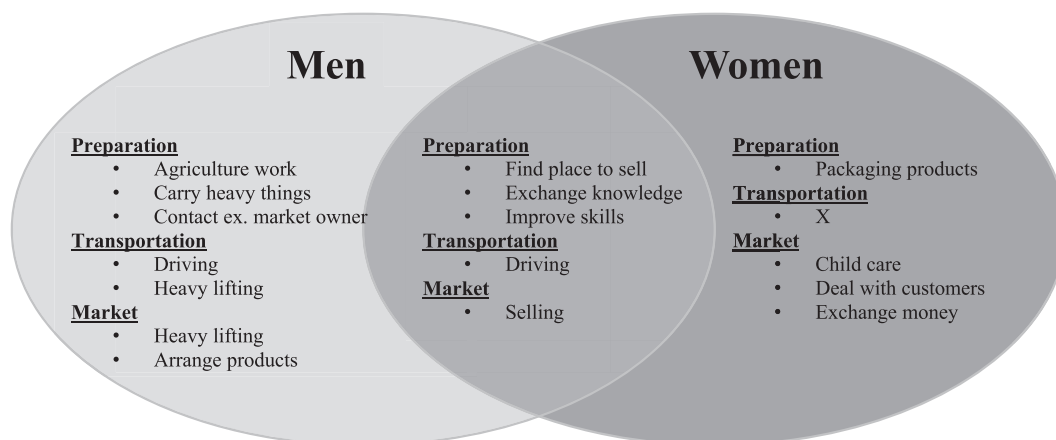 Men
Preparation
• Agriculture work
• Carry heavy things
• Contact ex. market owner
Transportation
• Driving
• Heavy lifting
Market
• Heavy lifting
• Arrange products
Preparation
• Find place to sell
• Exchange knowledge
• Improve skills
Transportation
• Driving
Market
• Selling
Women
Preparation
• Packaging products
Transportation
• X
Market
• Child care
• Deal with customers
• Exchange money